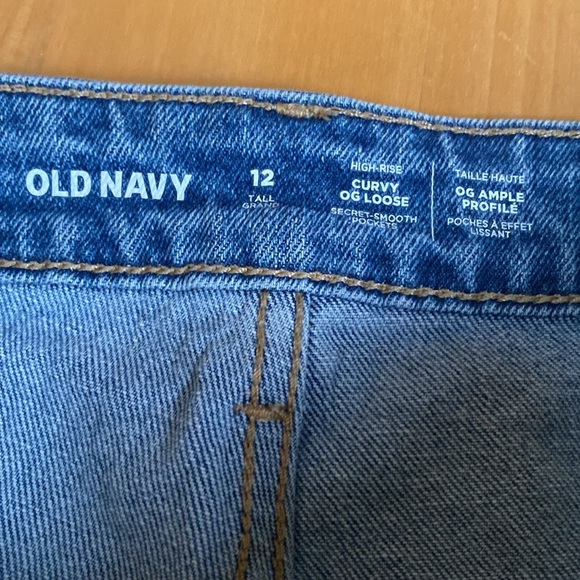 OLD NAVY
12
TALL
GRAND
HIGH-RISE
CURVY
OG LOOSE
SECRET-SMOOTH
POCKETS
TAILLE HAUTE
OG AMPLE
PROFILÉ
POCHES À EFFET
LISSANT